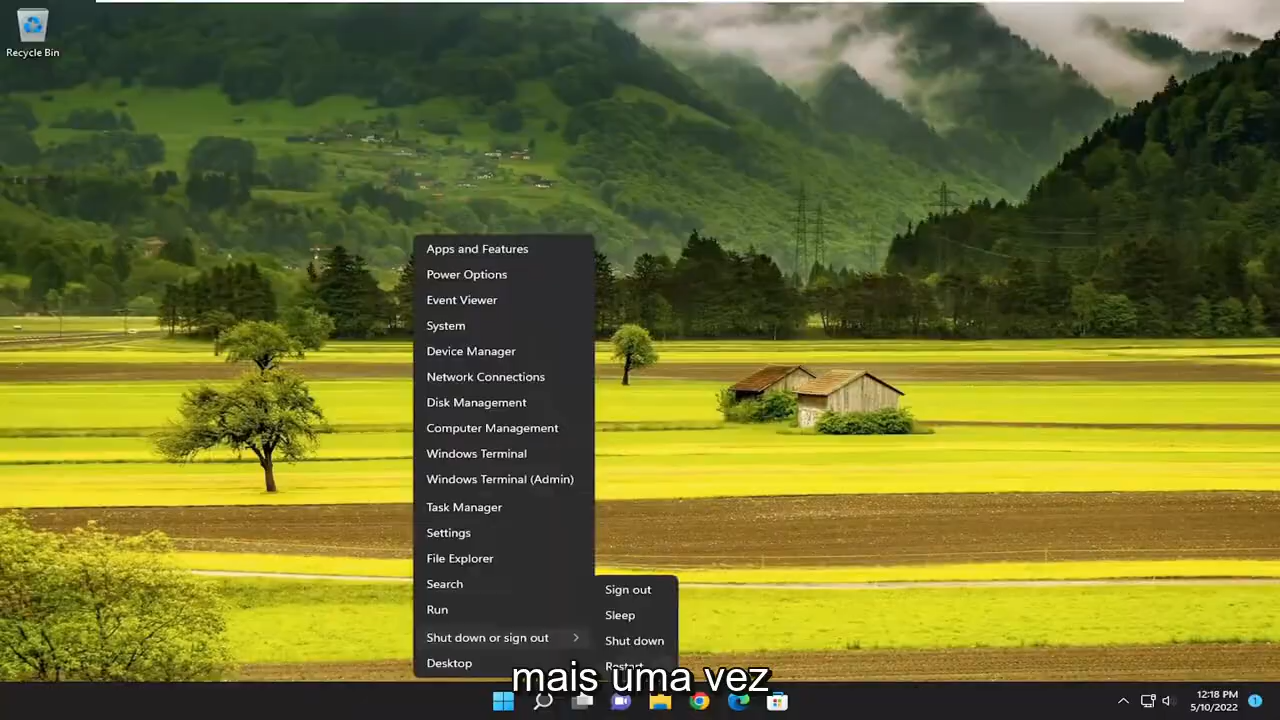 Recycle Bin
Apps and Features
Power Options
Event Viewer
System
Device Manager
Network Connections
Disk Management
Computer Management
Windows Terminal
Windows Terminal (Admin)
Task Manager
Settings
File Explorer
Search
Run
Shut down or sign out
Desktop
Sign out
Sleep
Shut down
Restart
mais uma vez
12:18 PM
5/10/2022
1